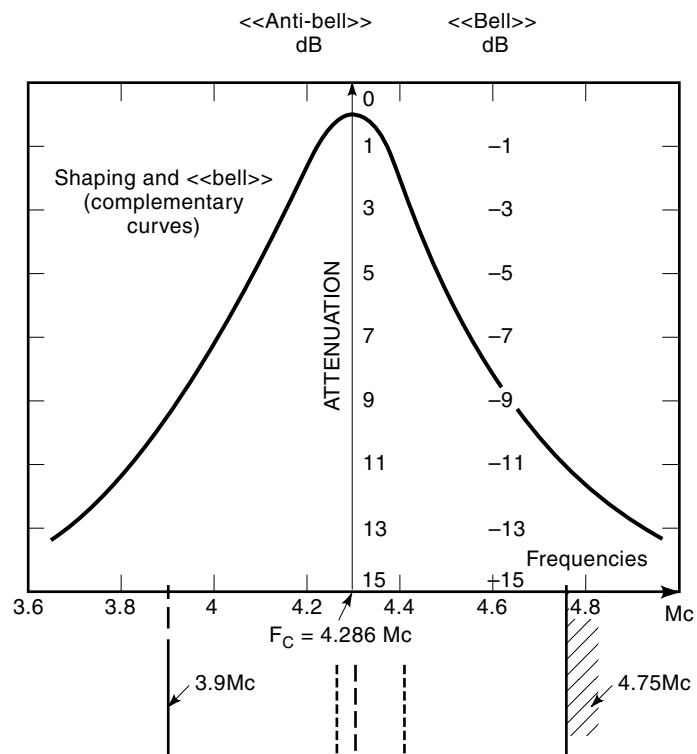 <<Anti-bell>>
dB
<<Bell>>
dB
Shaping and <<bell>>
(complementary
curves)
ATTENUATION
0
1
–1
3
–3
5
–5
7
–7
9
–9
11
–11
13
–13
Frequencies
15
+15
3.6
3.8
4
4.2
4.4
4.6
4.8
Mc
FC = 4.286 Mc
3.9Mc
4.75Mc